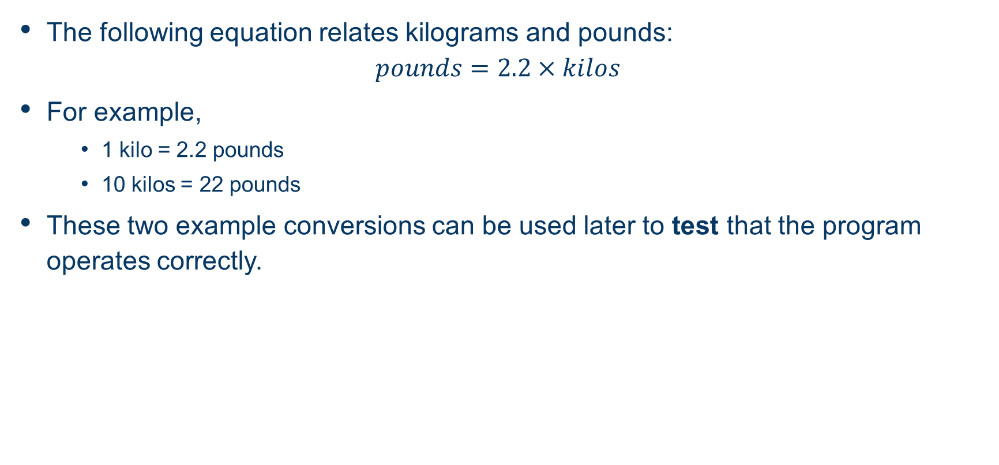 • The following equation relates kilograms and pounds:
pounds = 2.2 × kilos
• For example,
• 1 kilo = 2.2 pounds
• 10 kilos = 22 pounds
• These two example conversions can be used later to test that the program
operates correctly.